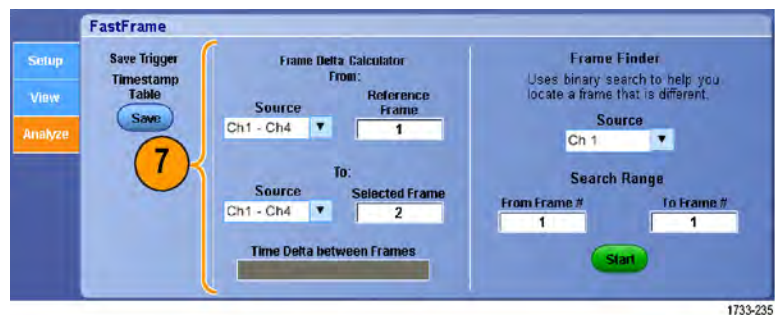 FastFrame
Setup
View
Analyze
Save Trigger
Timestamp
Table
Save
7
Frame Delta Calculator
From:
Source
Reference
Frame
Ch1 - Ch4
1
To:
Source
Selected Frame
Ch1 - Ch4
2
Time Delta between Frames
Frame Finder
Uses binary search to help you
locate a frame that is different.
Source
Ch 1
Search Range
From Frame #
To Frame #
1
1
Start
1733-235